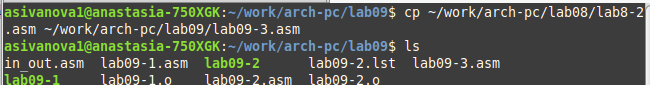 asivanova1@anastasia-750XGK:~/work/arch-pc/lab09$ cp ~/work/arch-pc/lab08/lab8-2
.asm ~/work/arch-pc/lab09/lab09-3.asm
asivanova1@anastasia-750XGK:~/work/arch-pc/lab09$ ls
in_out.asm  lab09-1.asm  lab09-2      lab09-2.lst  lab09-3.asm
lab09-1     lab09-1.o    lab09-2.asm  lab09-2.o